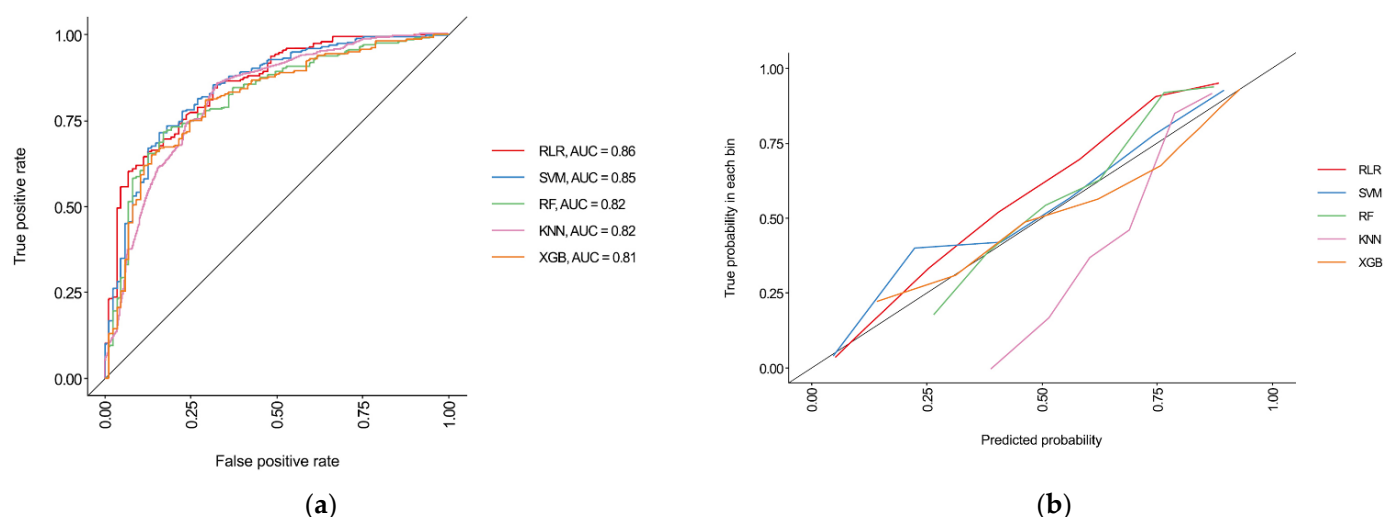 1.00
0.75
0.50
0.25
0.00
True positive rate
0.00
0.25
0.50
0.75
1.00
False positive rate
RLR, AUC = 0.86
SVM, AUC = 0.85
RF, AUC = 0.82
KNN, AUC = 0.82
XGB, AUC = 0.81
(a)
1.00
0.75
0.50
0.25
0.00
True probability in each bin
0.00
0.25
0.50
0.75
1.00
Predicted probability
RLR
SVM
RF
KNN
XGB
(b)